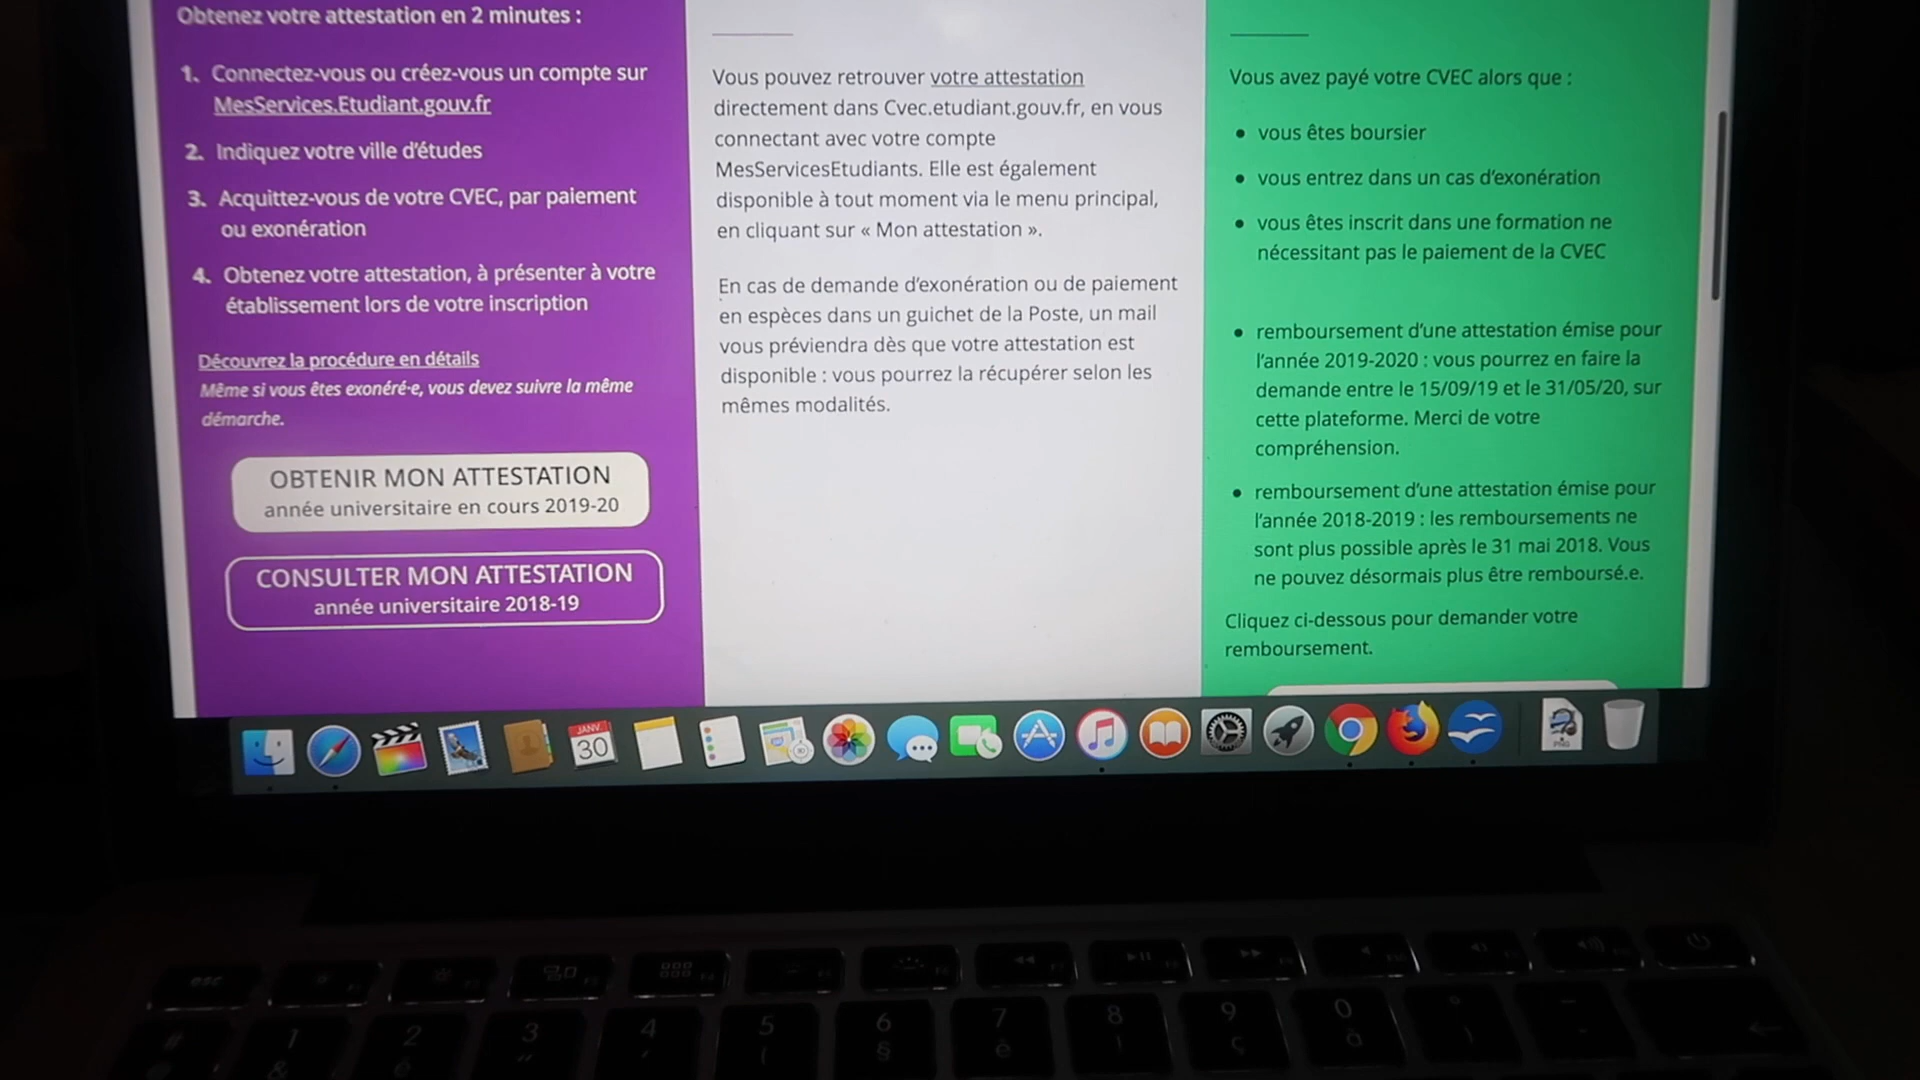 Obtenez votre attestation en 2 minutes :
1. Connectez-vous ou créez-vous un compte sur
MesServices.Etudiant.gouv.fr
2. Indiquez votre ville d'études
3. Acquittez-vous de votre CVEC, par paiement
ou exonération
4. Obtenez votre attestation, à présenter à votre
établissement lors de votre inscription
Découvrez la procédure en détails
Même si vous êtes exonéré·e, vous devez suivre la même
démarche.
OBTENIR MON ATTESTATION
année universitaire en cours 2019-20
CONSULTER MON ATTESTATION
année universitaire 2018-19
Vous pouvez retrouver votre attestation
directement dans Cvec.etudiant.gouv.fr, en vous
connectant avec votre compte
MesServicesEtudiants. Elle est également
disponible à tout moment via le menu principal,
en cliquant sur « Mon attestation ».
En cas de demande d'exonération ou de paiement
en espèces dans un guichet de la Poste, un mail
vous préviendra dès que votre attestation est
disponible : vous pourrez la récupérer selon les
mêmes modalités.
Vous avez payé votre CVEC alors que :
• vous êtes boursier
• vous entrez dans un cas d'exonération
• vous êtes inscrit dans une formation ne
nécessitant pas le paiement de la CVEC
• remboursement d'une attestation émise pour
l'année 2019-2020 : vous pourrez en faire la
demande entre le 15/09/19 et le 31/05/20, sur
cette plateforme. Merci de votre
compréhension.
• remboursement d'une attestation émise pour
l'année 2018-2019 : les remboursements ne
sont plus possible après le 31 mai 2018. Vous
ne pouvez désormais plus être remboursé.e.
Cliquez ci-dessous pour demander votre
remboursement.
JANV.
30
PNG
esc
# 1 2 3 4 5 6 7 8 9 0
& é " ' ( § è ! ç à ) -